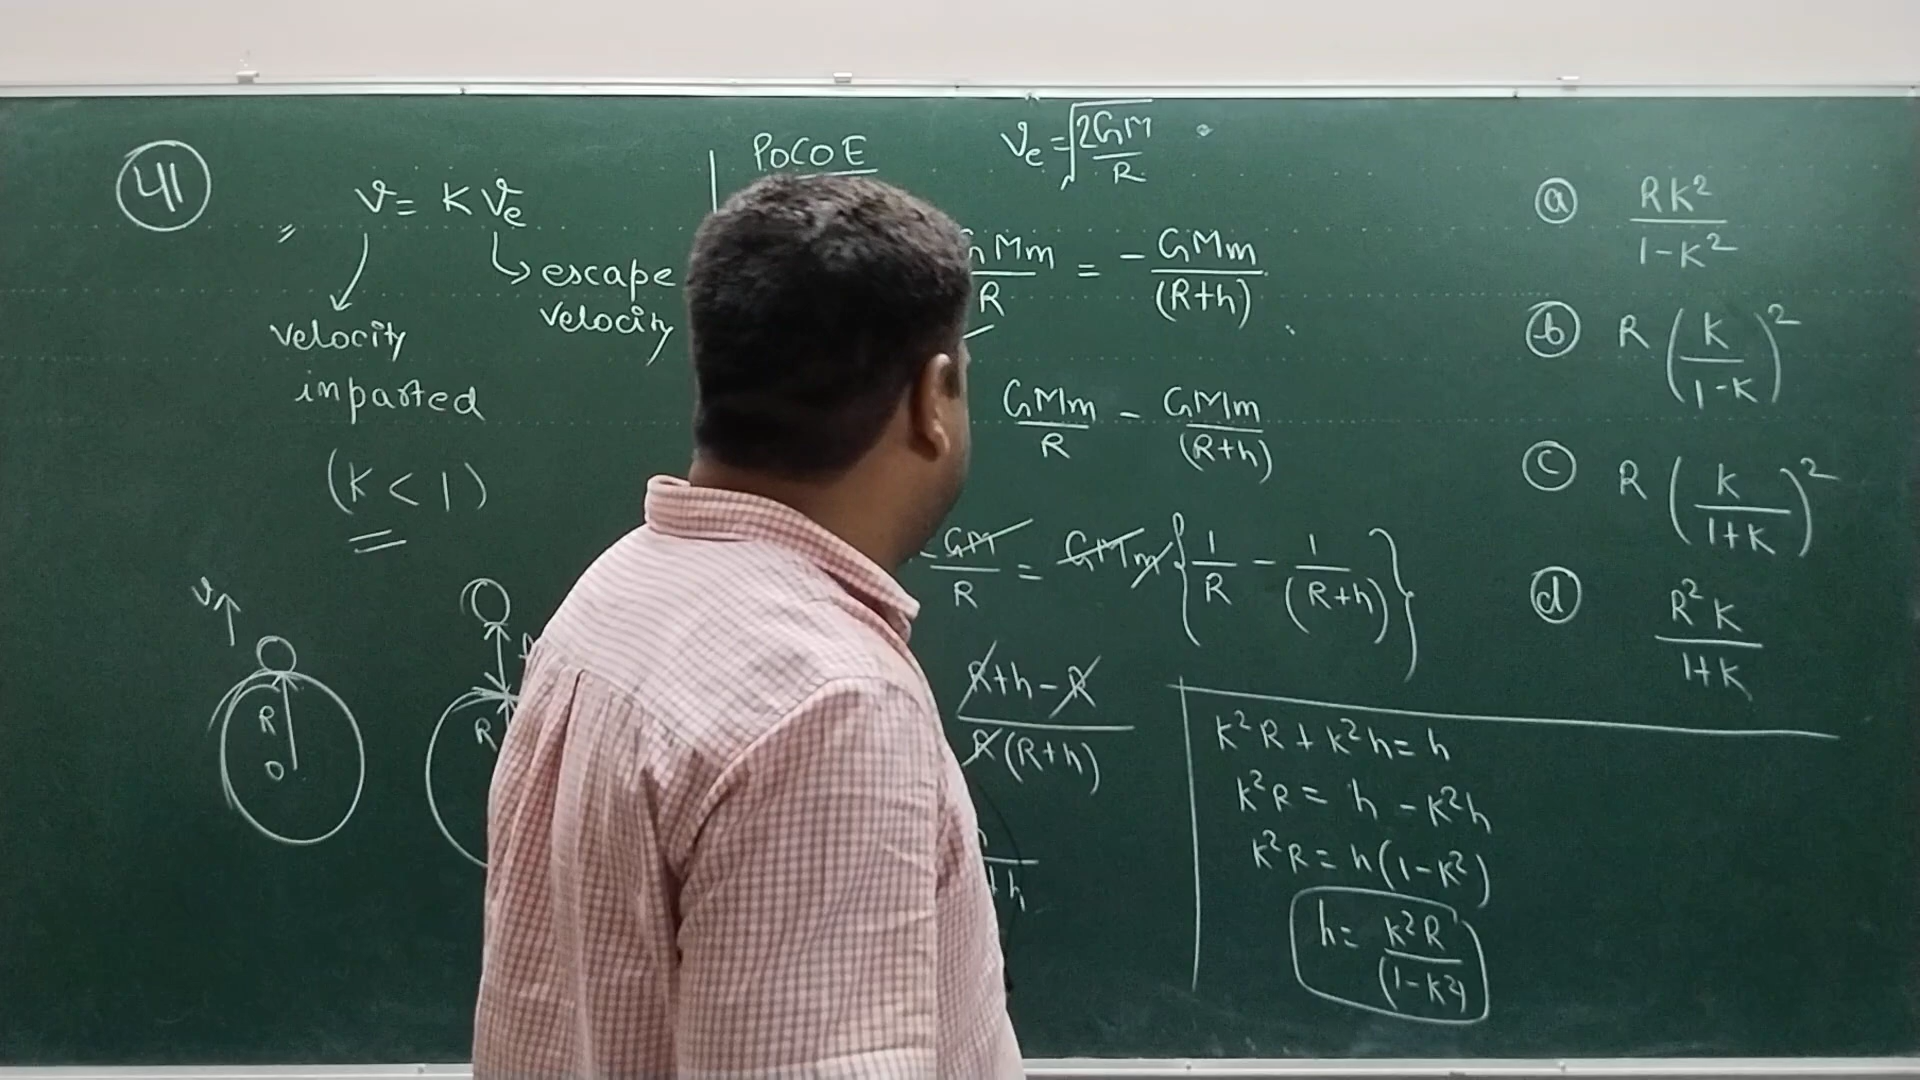 41
v = K ve
escape
velocity
velocity
imparted
(K < 1)
v
R
O
R
POCOE
ve = √(2GM/R)
GMm/R = - GMm/(R+h)
GMm/R - GMm/(R+h)
GM/R = GMm { 1/R - 1/(R+h) }
R+h-R / R(R+h)
K²R + K²h = h
K²R = h - K²h
K²R = h(1-K²)
h = K²R/(1-K²)
a RK²/1-K²
b R (K/1-K)²
c R (K/1+K)²
d R²K/1+K